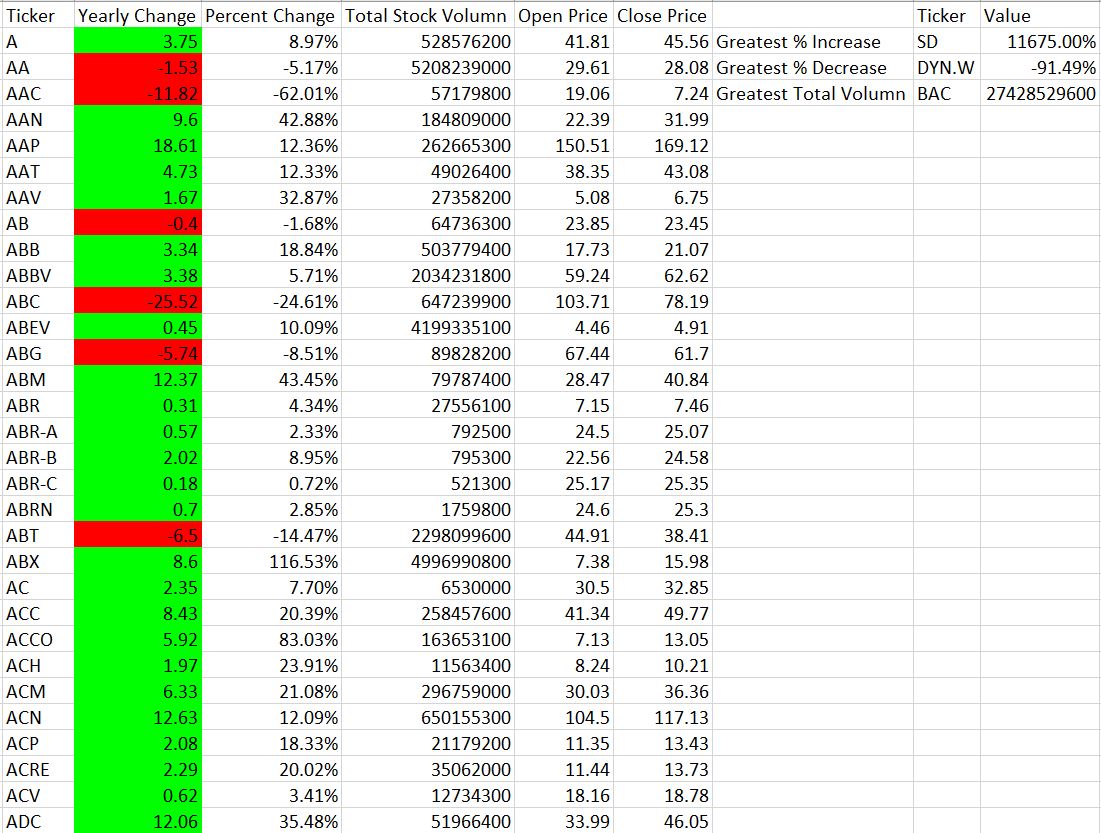 Ticker Yearly Change Percent Change Total Stock Volumn Open Price Close Price Ticker Value
A 3.75 8.97% 528576200 41.81 45.56 Greatest % Increase SD 11675.00%
AA -1.53 -5.17% 5208239000 29.61 28.08 Greatest % Decrease DYN.W -91.49%
AAC -11.82 -62.01% 57179800 19.06 7.24 Greatest Total Volumn BAC 27428529600
AAN 9.6 42.88% 184809000 22.39 31.99
AAP 18.61 12.36% 262665300 150.51 169.12
AAT 4.73 12.33% 49026400 38.35 43.08
AAV 1.67 32.87% 27358200 5.08 6.75
AB -0.4 -1.68% 64736300 23.85 23.45
ABB 3.34 18.84% 503779400 17.73 21.07
ABBV 3.38 5.71% 2034231800 59.24 62.62
ABC -25.52 -24.61% 647239900 103.71 78.19
ABEV 0.45 10.09% 4199335100 4.46 4.91
ABG -5.74 -8.51% 89828200 67.44 61.7
ABM 12.37 43.45% 79787400 28.47 40.84
ABR 0.31 4.34% 27556100 7.15 7.46
ABR-A 0.57 2.33% 792500 24.5 25.07
ABR-B 2.02 8.95% 795300 22.56 24.58
ABR-C 0.18 0.72% 521300 25.17 25.35
ABRN 0.7 2.85% 1759800 24.6 25.3
ABT -6.5 -14.47% 2298099600 44.91 38.41
ABX 8.6 116.53% 4996990800 7.38 15.98
AC 2.35 7.70% 6530000 30.5 32.85
ACC 8.43 20.39% 258457600 41.34 49.77
ACCO 5.92 83.03% 163653100 7.13 13.05
ACH 1.97 23.91% 11563400 8.24 10.21
ACM 6.33 21.08% 296759000 30.03 36.36
ACN 12.63 12.09% 650155300 104.5 117.13
ACP 2.08 18.33% 21179200 11.35 13.43
ACRE 2.29 20.02% 35062000 11.44 13.73
ACV 0.62 3.41% 12734300 18.16 18.78
ADC 12.06 35.48% 51966400 33.99 46.05